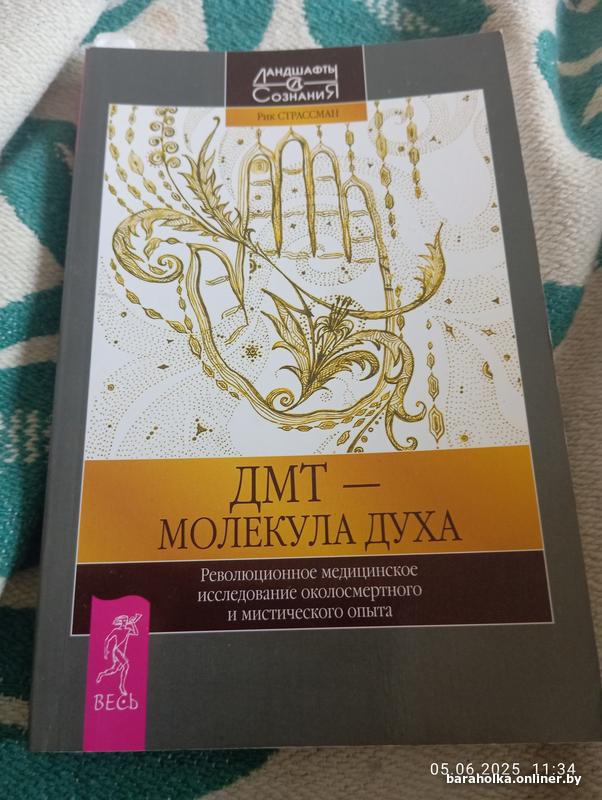 ЛАНДШАФТЫ
СОЗНАНИЯ
РИК СТРАССМАН
ДМТ —
МОЛЕКУЛА ДУХА
Революционное медицинское
исследование околосмертного
и мистического опыта
ВЕСЬ
05.06.2025 11:34
baraholka.onliner.by